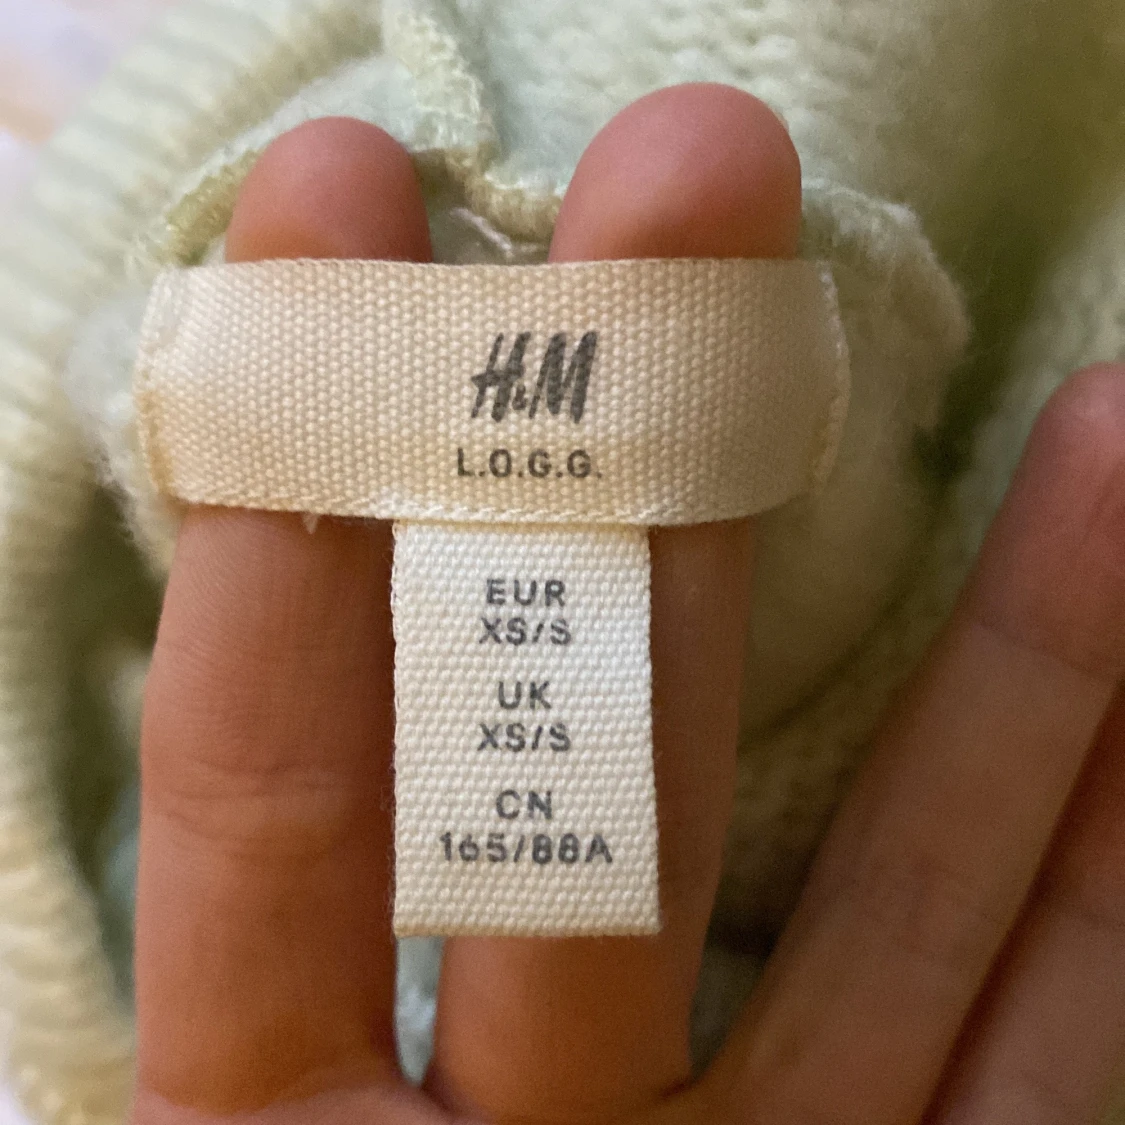 H&M
L.O.G.G.
EUR
XS/S
UK
XS/S
CN
165/88A